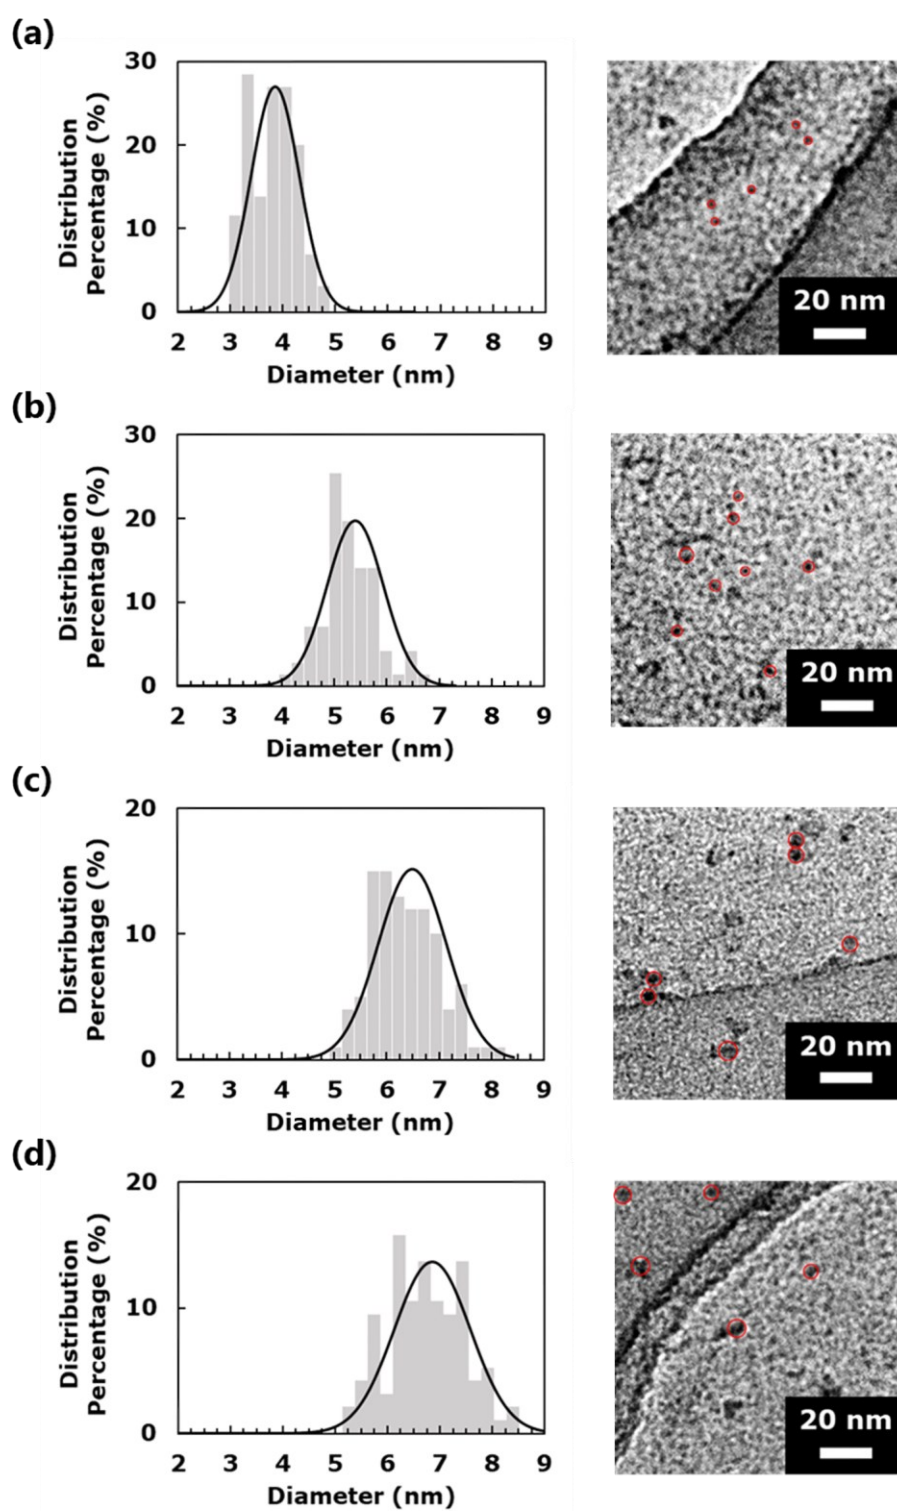 (a)
30
20
10
0
Distribution
Percentage (%)
2 3 4 5 6 7 8 9
Diameter (nm)
20 nm
(b)
30
20
10
0
Distribution
Percentage (%)
2 3 4 5 6 7 8 9
Diameter (nm)
20 nm
(c)
20
10
0
Distribution
Percentage (%)
2 3 4 5 6 7 8 9
Diameter (nm)
20 nm
(d)
20
10
0
Distribution
Percentage (%)
2 3 4 5 6 7 8 9
Diameter (nm)
20 nm